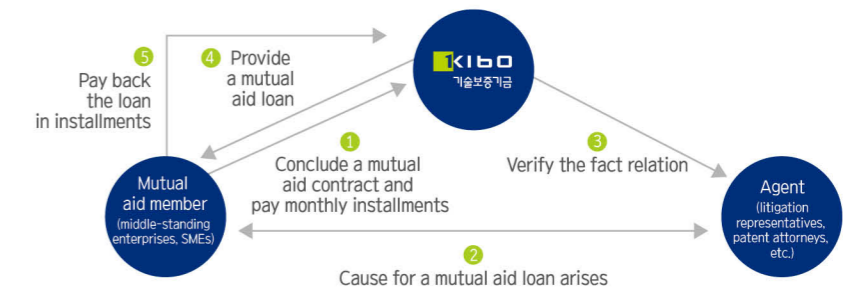 5
Pay back
the loan
in installments
4 Provide
a mutual
aid loan
1KIBO
기술보증기금
1
Conclude a mutual
aid contract and
pay monthly installments
3
Verify the fact relation
Mutual
aid member
(middle-standing
enterprises, SMEs)
Agent
(litigation
representatives,
patent attorneys,
etc.)
2
Cause for a mutual aid loan arises